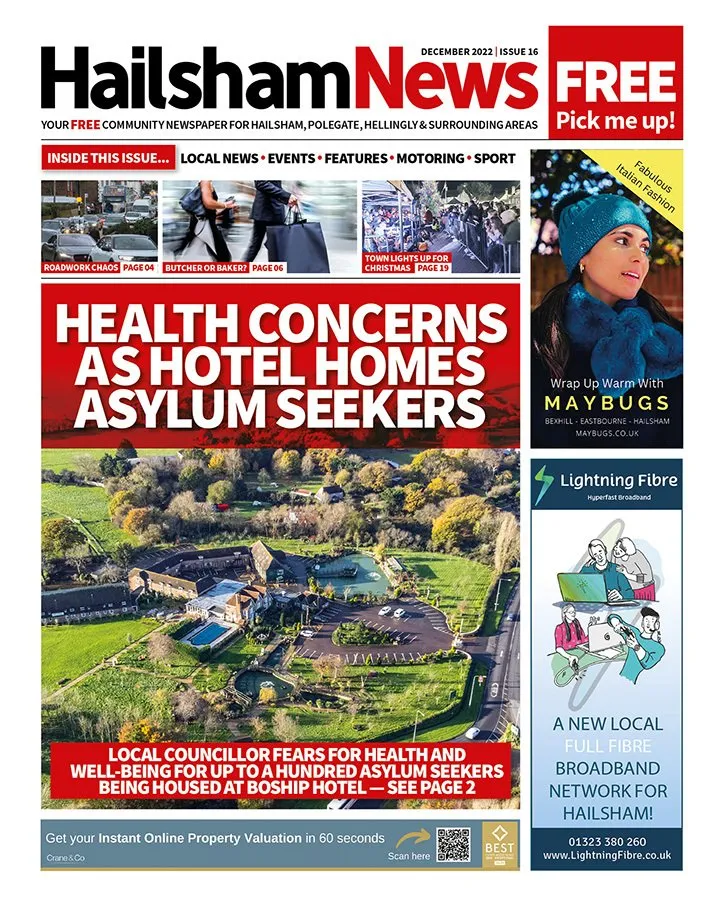 DECEMBER 2022 | ISSUE 16
HailshamNews
YOUR FREE COMMUNITY NEWSPAPER FOR HAILSHAM, POLEGATE, HELLINGLY & SURROUNDING AREAS
FREE
Pick me up!
INSIDE THIS ISSUE... LOCAL NEWS • EVENTS • FEATURES • MOTORING • SPORT
ROADWORK CHAOS PAGE 04
BUTCHER OR BAKER? PAGE 06
TOWN LIGHTS UP FOR
CHRISTMAS PAGE 19
HEALTH CONCERNS
AS HOTEL HOMES
ASYLUM SEEKERS
LOCAL COUNCILLOR FEARS FOR HEALTH AND
WELL-BEING FOR UP TO A HUNDRED ASYLUM SEEKERS
BEING HOUSED AT BOSHIP HOTEL — SEE PAGE 2
Fabulous
Italian Fashion
Wrap Up Warm With
MAYBUGS
BEXHILL - EASTBOURNE - HAILSHAM
MAYBUGS.CO.UK
Lightning Fibre
Hyperfast Broadband
A NEW LOCAL
FULL FIBRE
BROADBAND
NETWORK FOR
HAILSHAM!
01323 380 260
www.LightningFibre.co.uk
Get your Instant Online Property Valuation in 60 seconds
Crane&Co
Scan here
BEST